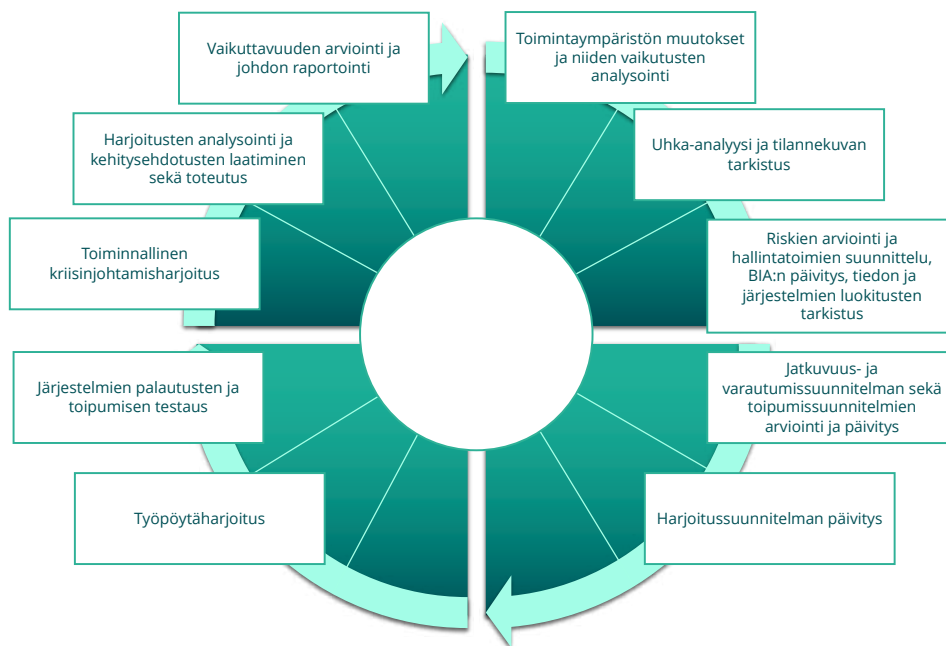 Vaikuttavuuden arviointi ja
johdon raportointi
Toimintaympäristön muutokset
ja niiden vaikutusten
analysointi
Harjoitusten analysointi ja
kehitysehdotusten laatiminen
sekä toteutus
Uhka-analyysi ja tilannekuvan
tarkistus
Toiminnallinen
kriisinjohtamisharjoitus
Riskien arviointi ja
hallintatoimien suunnittelu,
BIA:n päivitys, tiedon ja
järjestelmien luokitusten
tarkistus
Järjestelmien palautusten ja
toipumisen testaus
Jatkuvuus- ja
varautumissuunnitelman sekä
toipumissuunnitelmien
arviointi ja päivitys
Työpöytäharjoitus
Harjoitussuunnitelman päivitys